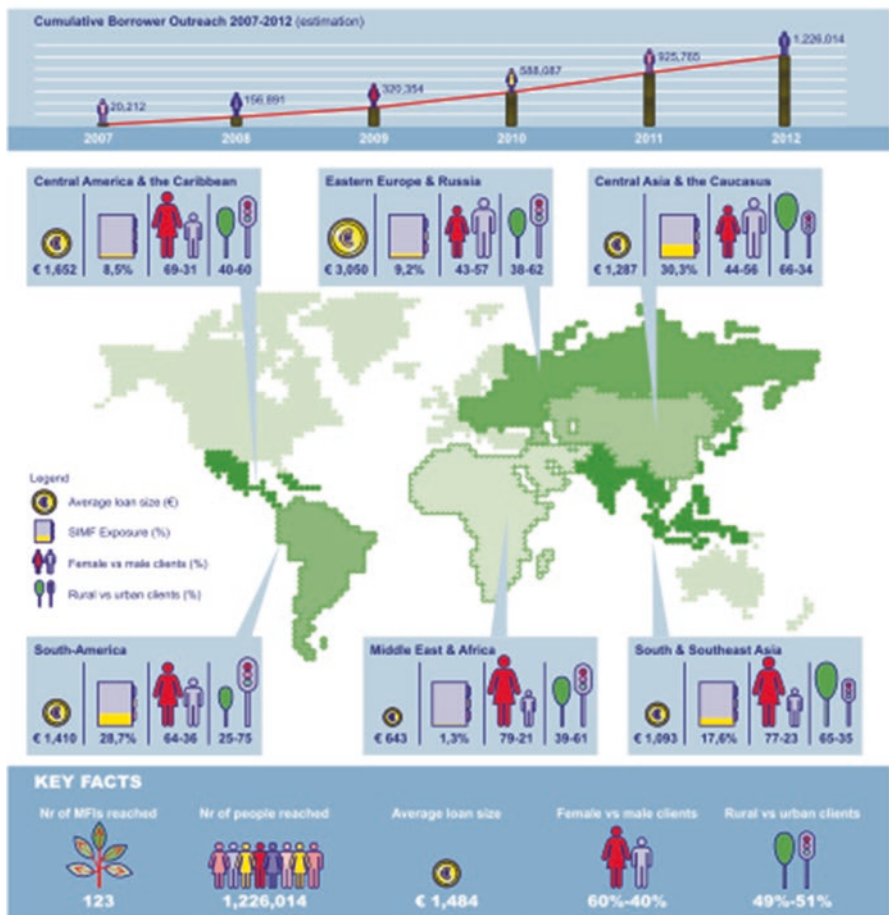 Cumulative Borrower Outreach 2007-2012 (estimation)
20,212
156,891
320,354
588,087
925,765
1,226,014
2007 2008 2009 2010 2011 2012
Central America & the Caribbean
€ 1,652 8,5% 69-31 40-60
Eastern Europe & Russia
€ 3,050 9,2% 43-57 38-62
Central Asia & the Caucasus
€ 1,287 30,3% 44-56 66-34
Legend
Average loan size (€)
SIMF Exposure (%)
Female vs male clients (%)
Rural vs urban clients (%)
South-America
€ 1,410 28,7% 64-36 25-75
Middle East & Africa
€ 643 1,3% 79-21 39-61
South & Southeast Asia
€ 1,093 17,6% 77-23 65-35
KEY FACTS
Nr of MFIs reached
123
Nr of people reached
1,226,014
Average loan size
€ 1,484
Female vs male clients
60%-40%
Rural vs urban clients
49%-51%